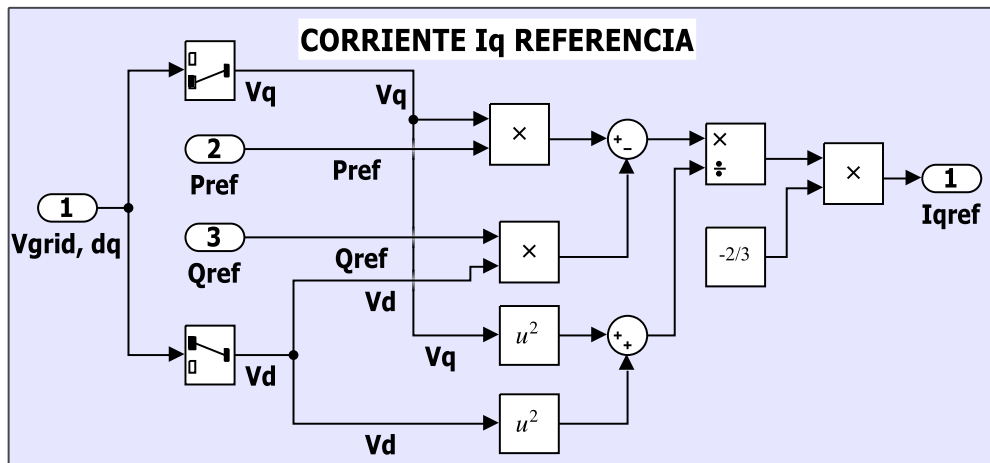 CORRIENTE Iq REFERENCIA
Vq
Vq
2
Pref
Pref
×
+
−
×
÷
×
1
Iqref
1
Vgrid, dq
3
Qref
Qref
×
Vd
-2/3
Vd
Vq
u²
+
+
Vd
u²